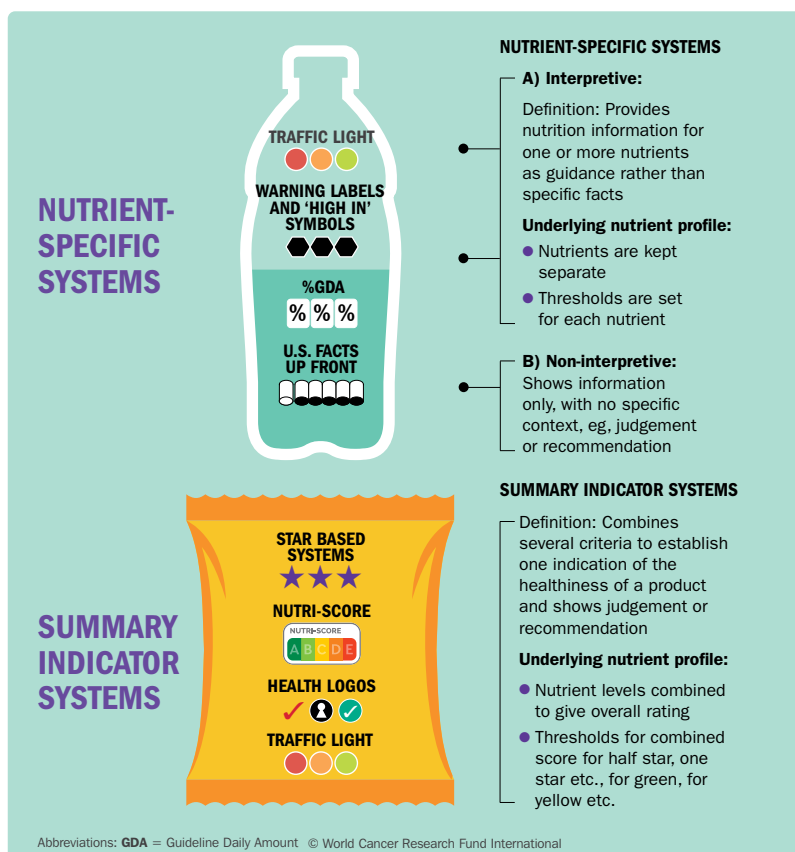 NUTRIENT-
SPECIFIC
SYSTEMS
TRAFFIC LIGHT
WARNING LABELS
AND ‘HIGH IN’
SYMBOLS
%GDA
% % %
U.S. FACTS
UP FRONT
NUTRIENT-SPECIFIC SYSTEMS
A) Interpretive:
Definition: Provides
nutrition information for
one or more nutrients
as guidance rather than
specific facts
Underlying nutrient profile:
● Nutrients are kept
separate
● Thresholds are set
for each nutrient
B) Non-interpretive:
Shows information
only, with no specific
context, eg, judgement
or recommendation
SUMMARY
INDICATOR
SYSTEMS
STAR BASED
SYSTEMS
NUTRI-SCORE
NUTRI-SCORE
A B C D E
HEALTH LOGOS
TRAFFIC LIGHT
SUMMARY INDICATOR SYSTEMS
Definition: Combines
several criteria to establish
one indication of the
healthiness of a product
and shows judgement or
recommendation
Underlying nutrient profile:
● Nutrient levels combined
to give overall rating
● Thresholds for combined
score for half star, one
star etc., for green, for
yellow etc.
Abbreviations: GDA = Guideline Daily Amount © World Cancer Research Fund International